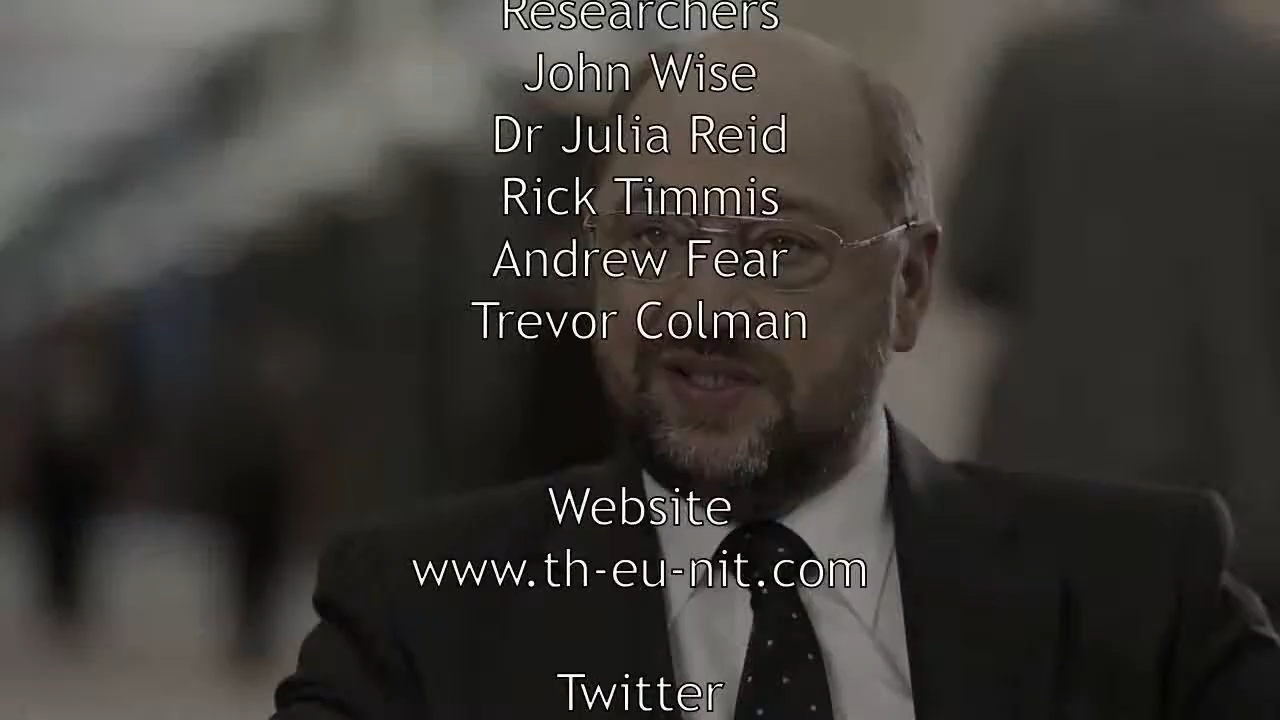 Researchers
John Wise
Dr Julia Reid
Rick Timmis
Andrew Fear
Trevor Colman
Website
www.th-eu-nit.com
Twitter